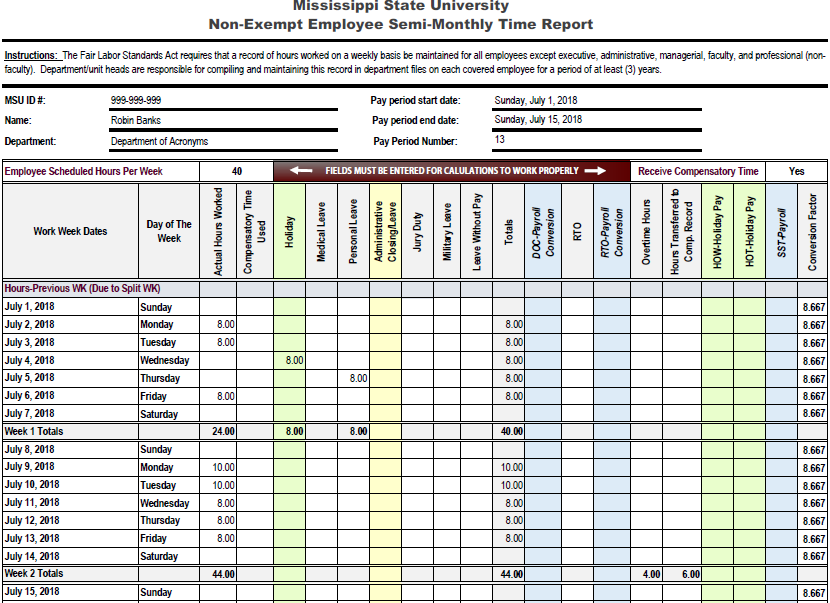 Mississippi State University
Non-Exempt Employee Semi-Monthly Time Report
Instructions: The Fair Labor Standards Act requires that a record of hours worked on a weekly basis be maintained for all employees except executive, administrative, managerial, faculty, and professional (non-
faculty). Department/unit heads are responsible for compiling and maintaining this record in department files on each covered employee for a period of at least (3) years.
MSU ID #: 999-999-999 Pay period start date: Sunday, July 1, 2018
Name: Robin Banks Pay period end date: Sunday, July 15, 2018
Department: Department of Acronyms Pay Period Number: 13
Employee Scheduled Hours Per Week 40 FIELDS MUST BE ENTERED FOR CALULATIONS TO WORK PROPERLY Receive Compensatory Time Yes
Work Week Dates
Day of The
Week
Actual Hours Worked
Compensatory Time
Used
Holiday
Medical Leave
Personal Leave
Administrative
Closing/Leave
Jury Duty
Military Leave
Leave Without Pay
Totals
DOC-Payroll
Conversion
RTO
RTO-Payroll
Conversion
Overtime Hours
Hours Transferred to
Comp. Record
HOW-Holiday Pay
HOT-Holiday Pay
SST-Payroll
Conversion Factor
Hours-Previous WK (Due to Split WK)
July 1, 2018 Sunday 8.667
July 2, 2018 Monday 8.00 8.00 8.667
July 3, 2018 Tuesday 8.00 8.00 8.667
July 4, 2018 Wednesday 8.00 8.00 8.667
July 5, 2018 Thursday 8.00 8.00 8.667
July 6, 2018 Friday 8.00 8.00 8.667
July 7, 2018 Saturday 8.667
Week 1 Totals 24.00 8.00 8.00 40.00
July 8, 2018 Sunday 8.667
July 9, 2018 Monday 10.00 10.00 8.667
July 10, 2018 Tuesday 10.00 10.00 8.667
July 11, 2018 Wednesday 8.00 8.00 8.667
July 12, 2018 Thursday 8.00 8.00 8.667
July 13, 2018 Friday 8.00 8.00 8.667
July 14, 2018 Saturday 8.667
Week 2 Totals 44.00 44.00 4.00 6.00
July 15, 2018 Sunday 8.667